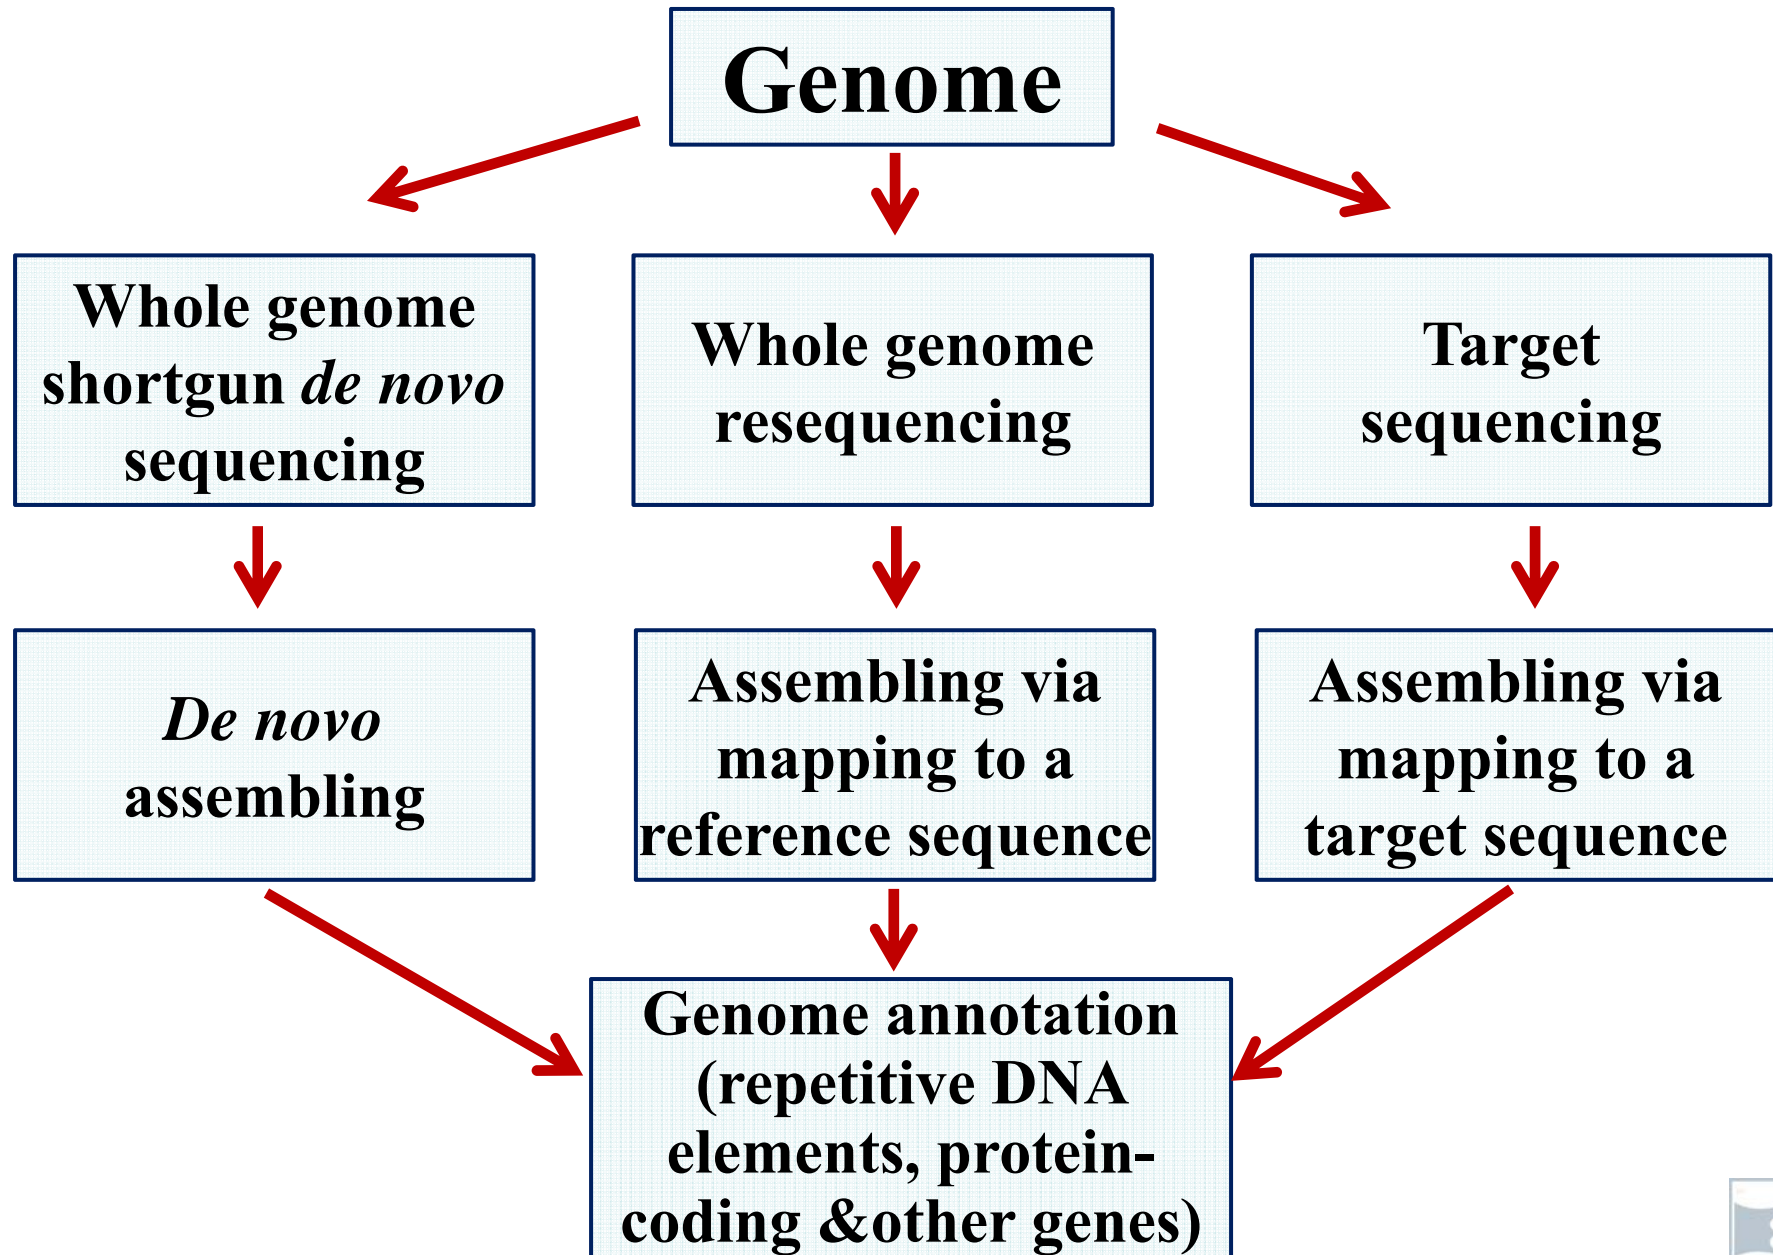 Genome
Whole genome
shortgun de novo
sequencing
Whole genome
resequencing
Target
sequencing
De novo
assembling
Assembling via
mapping to a
reference sequence
Assembling via
mapping to a
target sequence
Genome annotation
(repetitive DNA
elements, protein-
coding &other genes)